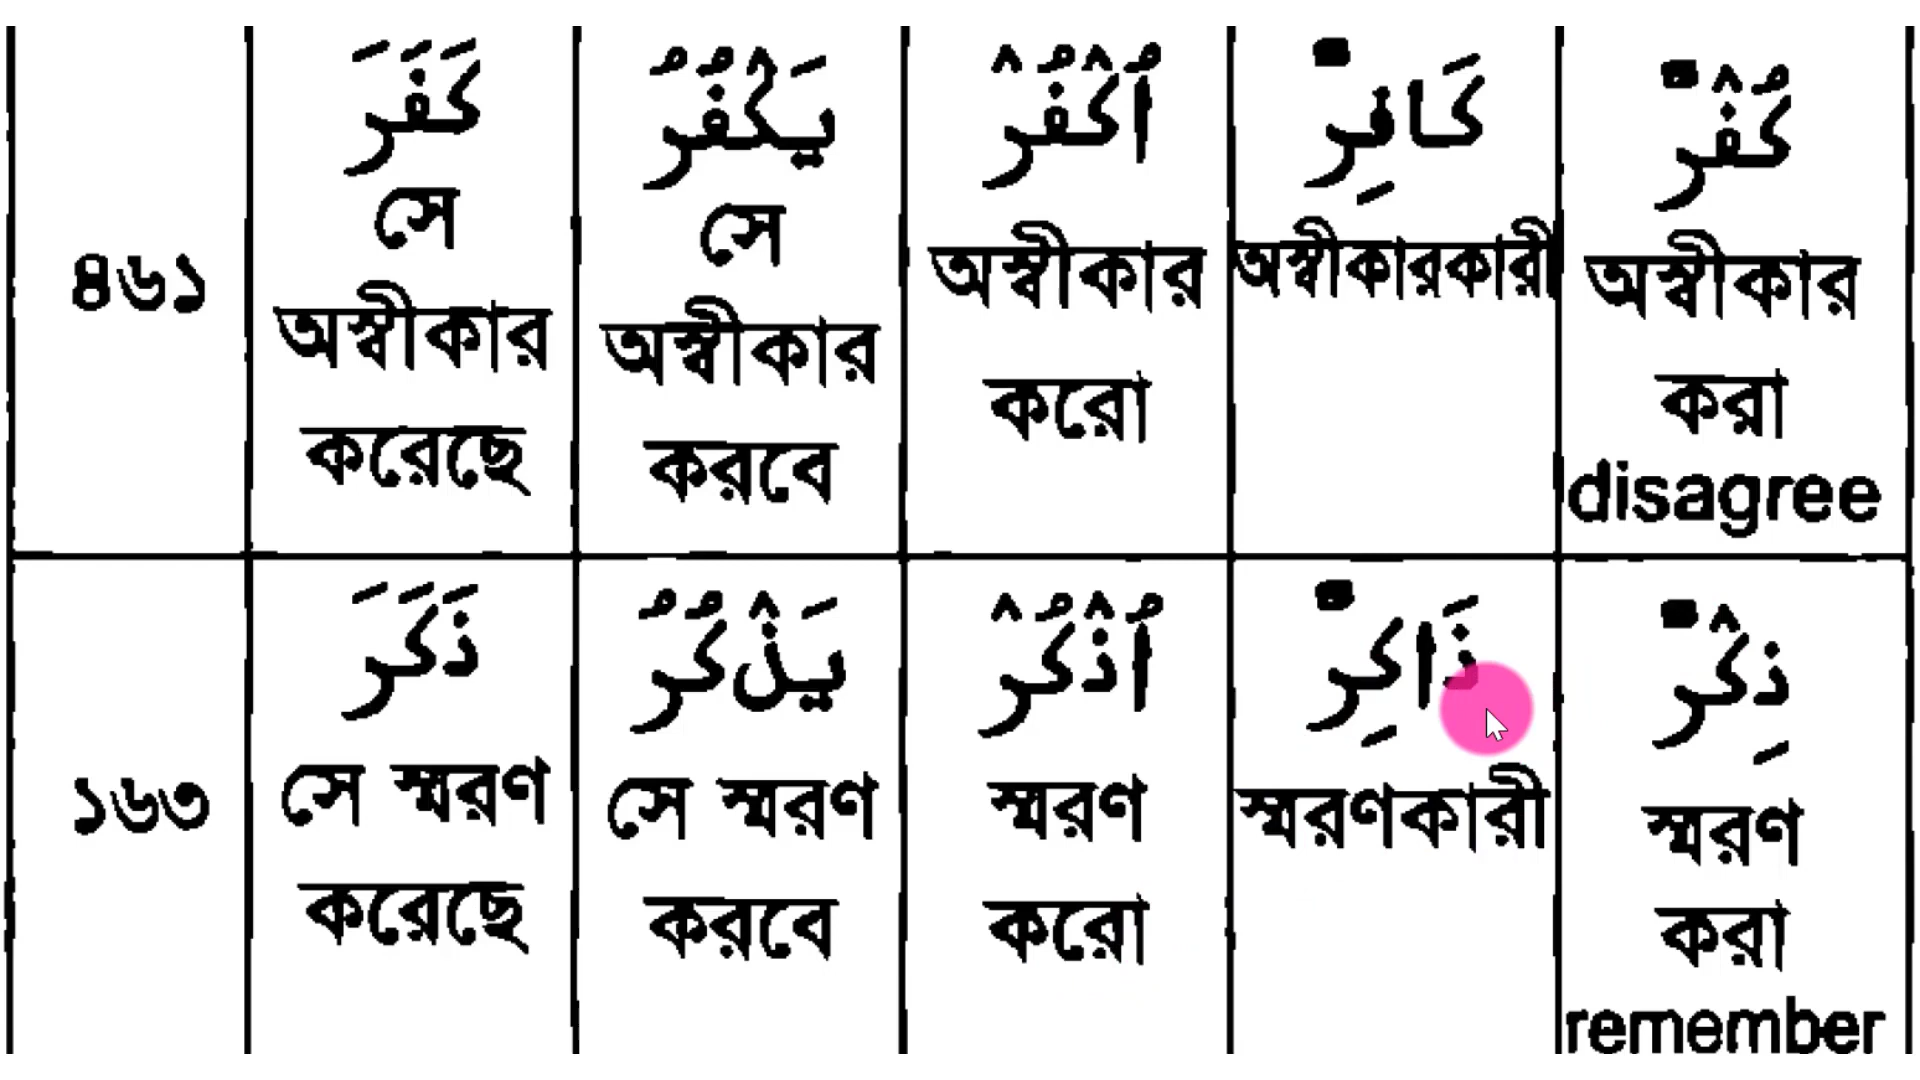 ৪৬১
كَفَرَ
সে
অস্বীকার
করেছে
يَكْفُرُ
সে
অস্বীকার
করবে
اُكْفُرْ
অস্বীকার
করো
كَافِرٌ
অস্বীকারকারী
كُفْرٌ
অস্বীকার
করা
disagree
১৬৩
ذَكَرَ
সে স্মরণ
করেছে
يَذْكُرُ
সে স্মরণ
করবে
اُذْكُرْ
স্মরণ
করো
ذَاكِرٌ
স্মরণকারী
ذِكْرٌ
স্মরণ
করা
remember